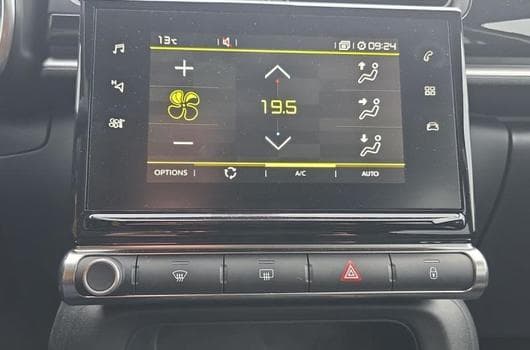 13°C 09:24
N
+
19.5
−
OPTIONS A/C AUTO